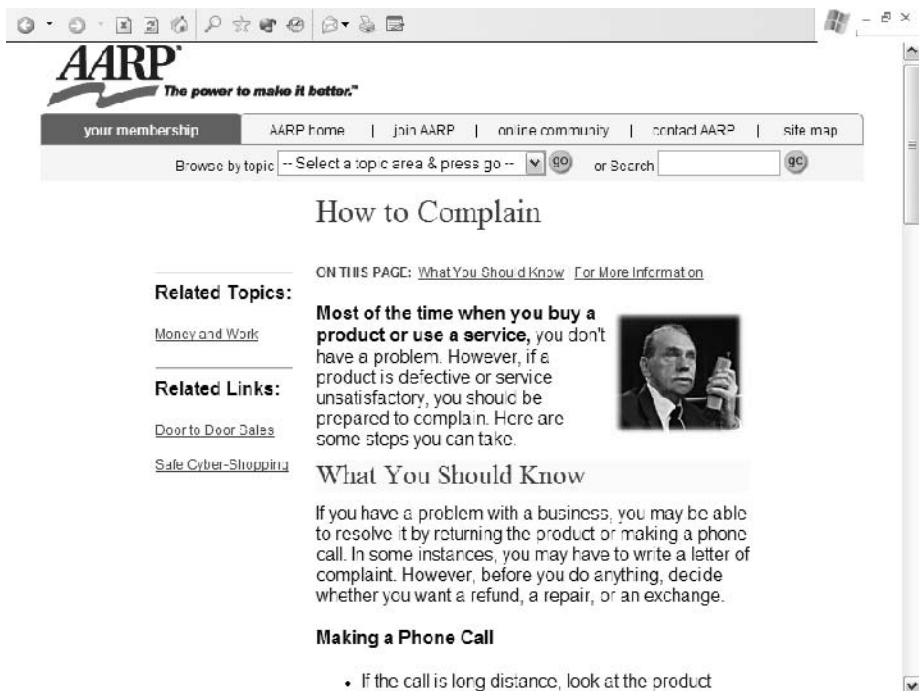 AARP®
The power to make it better.™
your membership AARP home | join AARP | online community | contact AARP | site map
Browse by topic -- Select a topic area & press go -- go or Search go
How to Complain
ON THIS PAGE: What You Should Know | For More Information
Related Topics:
Money and Work
Related Links:
Door to Door Sales
Safe Cyber-Shopping
Most of the time when you buy a
product or use a service, you don't
have a problem. However, if a
product is defective or service
unsatisfactory, you should be
prepared to complain. Here are
some steps you can take.
What You Should Know
If you have a problem with a business, you may be able
to resolve it by returning the product or making a phone
call. In some instances, you may have to write a letter of
complaint. However, before you do anything, decide
whether you want a refund, a repair, or an exchange.
Making a Phone Call
• If the call is long distance, look at the product